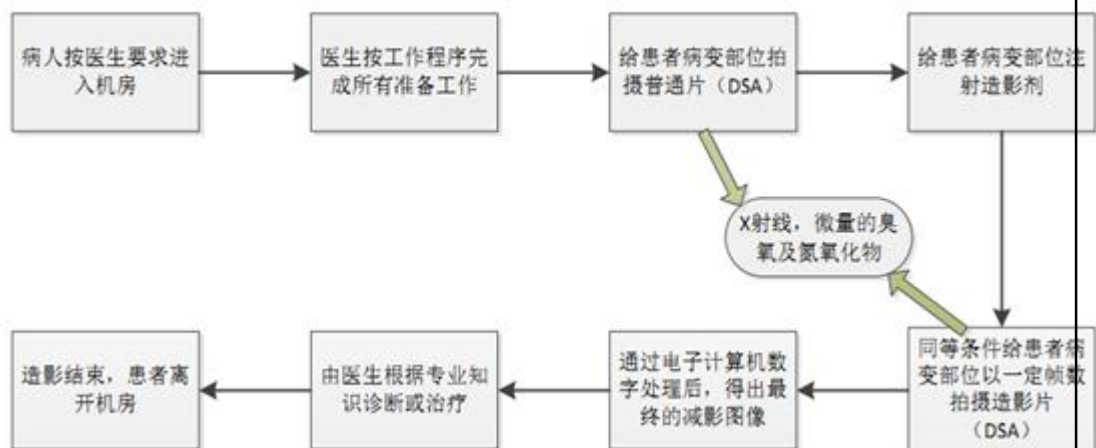 病人按医生要求进
入机房
医生按工作程序完
成所有准备工作
给患者病变部位拍
摄普通片（DSA）
给患者病变部位注
射造影剂
X射线，微量的臭
氧及氮氧化物
造影结束，患者离
开机房
由医生根据专业知
识诊断或治疗
通过电子计算机数
字处理后，得出最
终的减影图像
同等条件给患者病
变部位以一定帧数
拍摄造影片
（DSA）